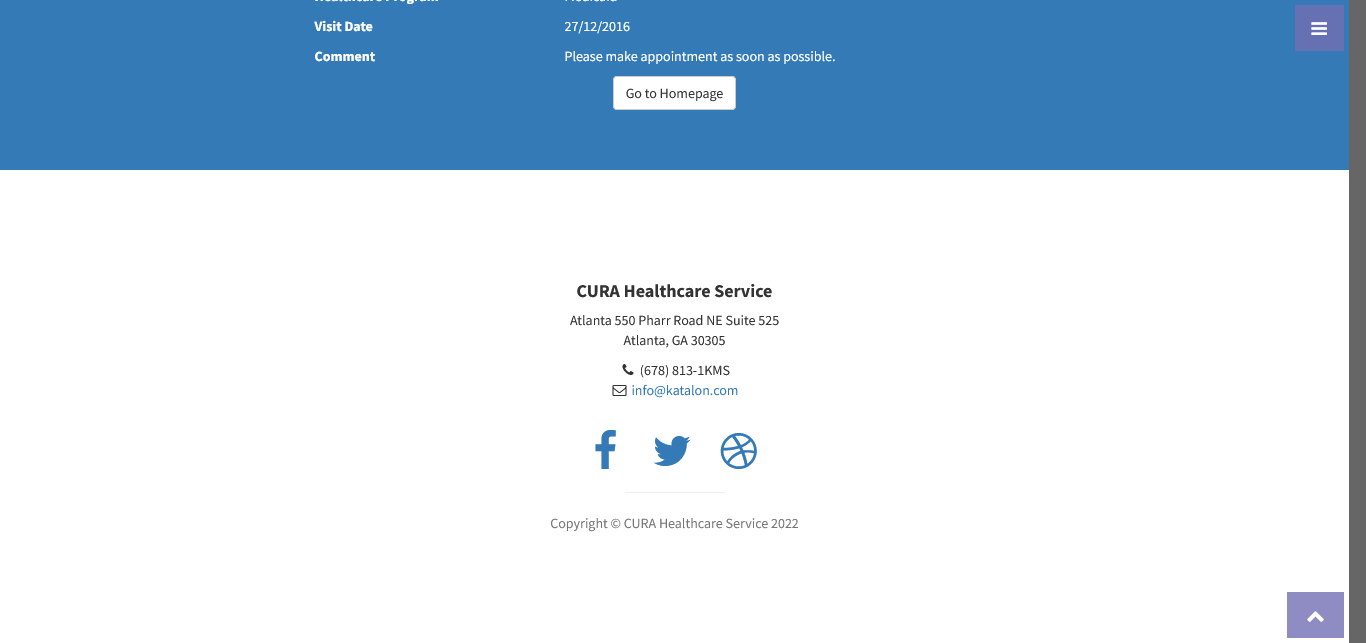 Visit Date 27/12/2016
Comment Please make appointment as soon as possible.
Go to Homepage
CURA Healthcare Service
Atlanta 550 Pharr Road NE Suite 525
Atlanta, GA 30305
(678) 813-1KMS
info@katalon.com
Copyright © CURA Healthcare Service 2022